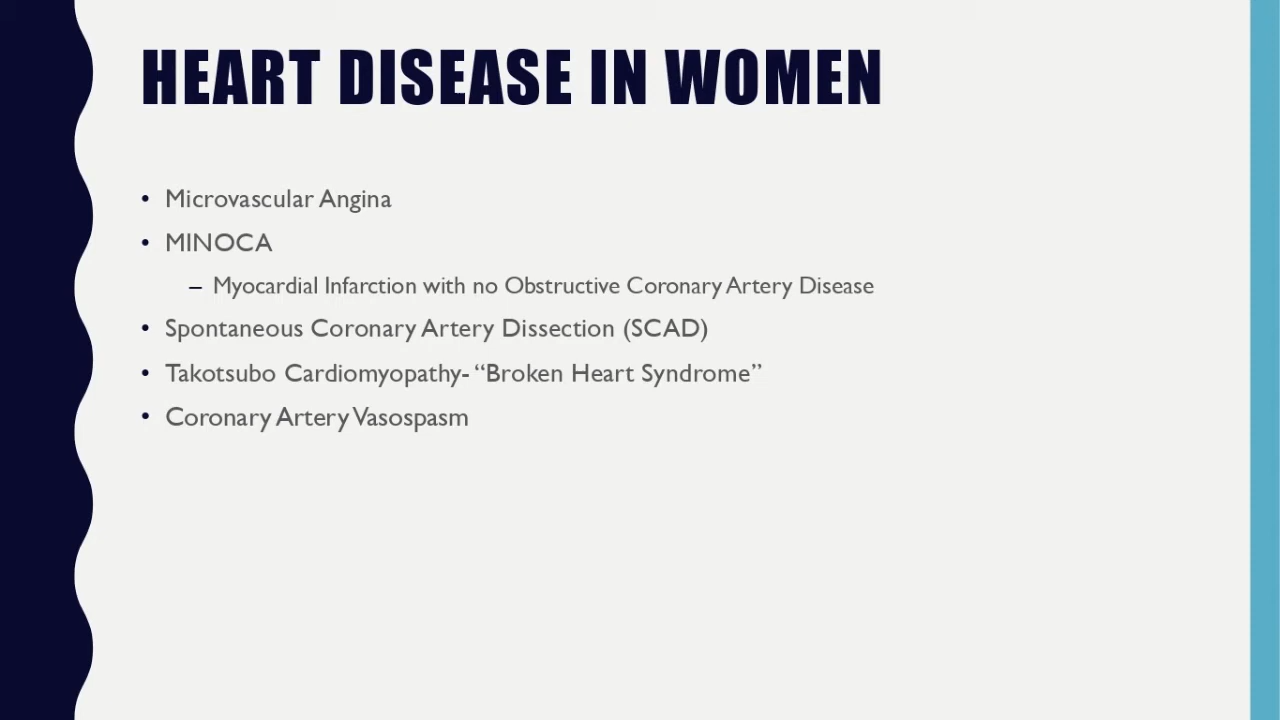 HEART DISEASE IN WOMEN
• Microvascular Angina
• MINOCA
– Myocardial Infarction with no Obstructive Coronary Artery Disease
• Spontaneous Coronary Artery Dissection (SCAD)
• Takotsubo Cardiomyopathy- “Broken Heart Syndrome”
• Coronary Artery Vasospasm